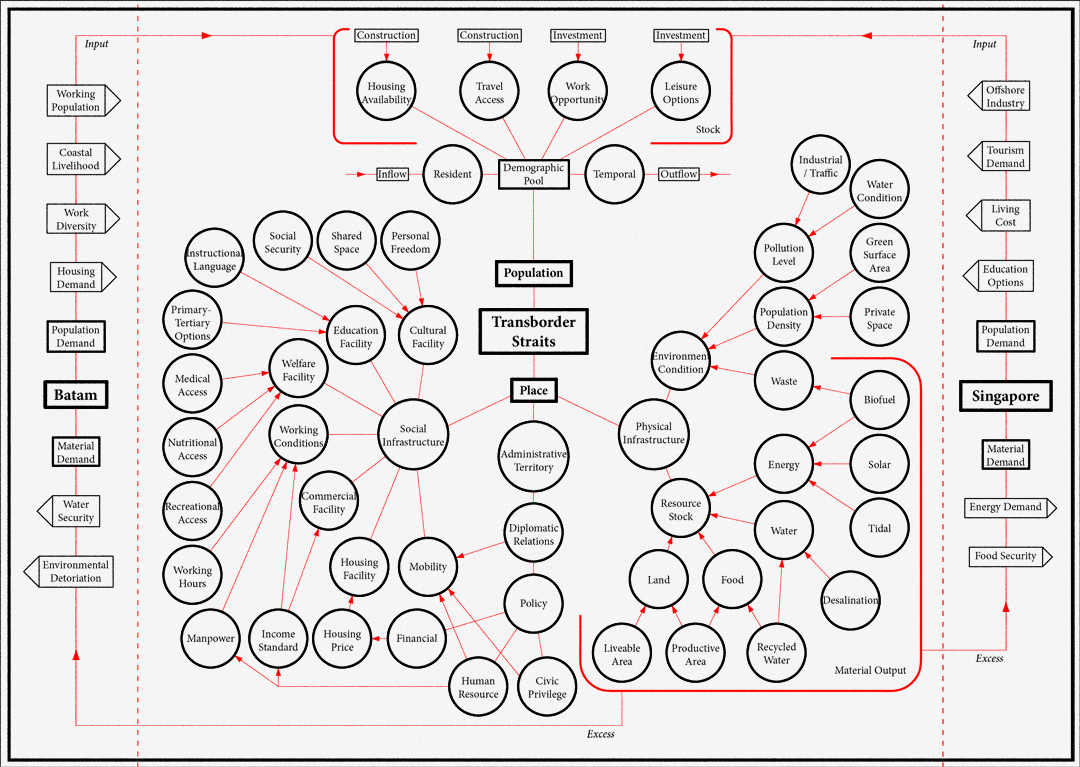 Input
Working
Population
Coastal
Livelihood
Work
Diversity
Housing
Demand
Population
Demand
Batam
Material
Demand
Water
Security
Environmental
Detoriation
Construction
Construction
Investment
Investment
Housing
Availability
Travel
Access
Work
Opportunity
Leisure
Options
Stock
Inflow
Resident
Demographic
Pool
Temporal
Outflow
Population
Transborder
Straits
Place
Instructional
Language
Social
Security
Shared
Space
Personal
Freedom
Primary-
Tertiary
Options
Education
Facility
Cultural
Facility
Medical
Access
Welfare
Facility
Nutritional
Access
Working
Conditions
Social
Infrastructure
Recreational
Access
Commercial
Facility
Working
Hours
Housing
Facility
Mobility
Manpower
Income
Standard
Housing
Price
Financial
Human
Resource
Civic
Privilege
Administrative
Territory
Diplomatic
Relations
Policy
Industrial
/ Traffic
Water
Condition
Pollution
Level
Green
Surface
Area
Population
Density
Private
Space
Environment
Condition
Waste
Biofuel
Physical
Infrastructure
Energy
Solar
Resource
Stock
Water
Tidal
Land
Food
Desalination
Liveable
Area
Productive
Area
Recycled
Water
Material Output
Excess
Input
Offshore
Industry
Tourism
Demand
Living
Cost
Education
Options
Population
Demand
Singapore
Material
Demand
Energy Demand
Food Security
Excess